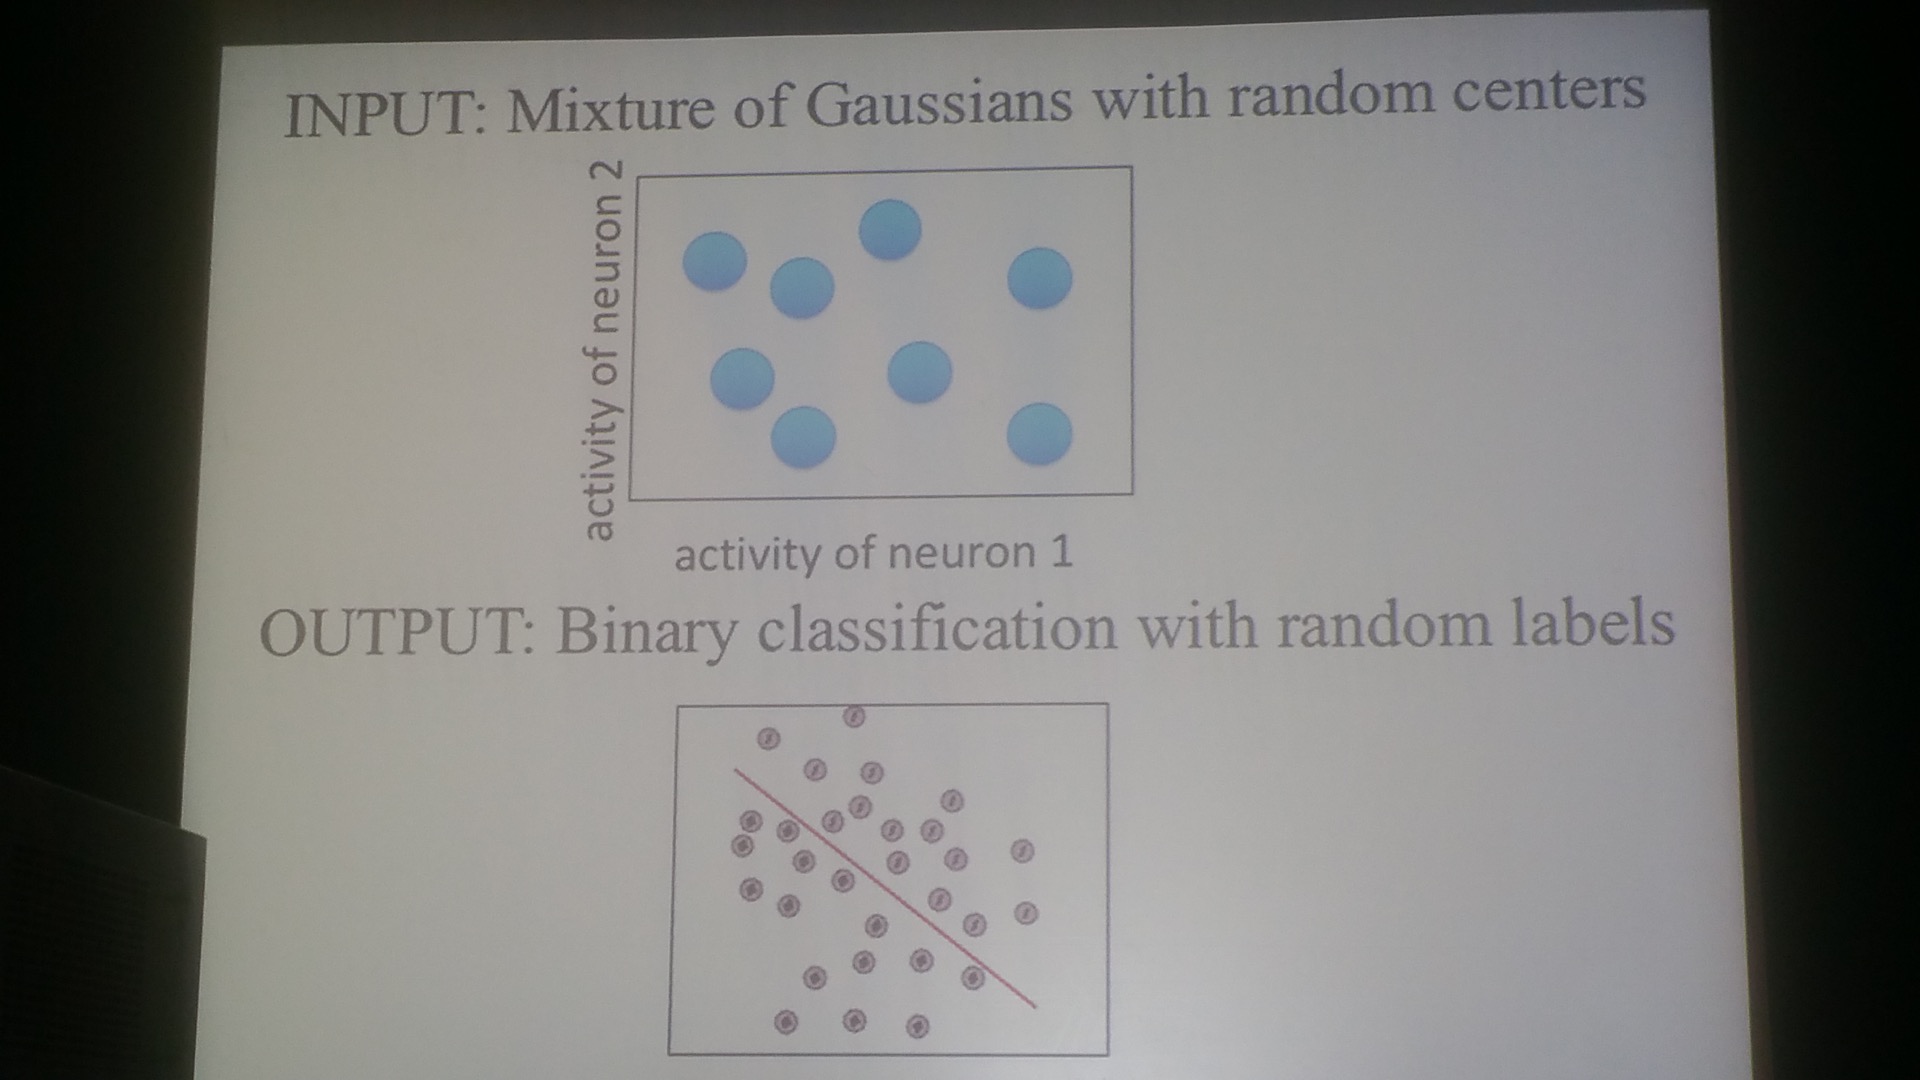 INPUT: Mixture of Gaussians with random centers
activity of neuron 2
activity of neuron 1
OUTPUT: Binary classification with random labels